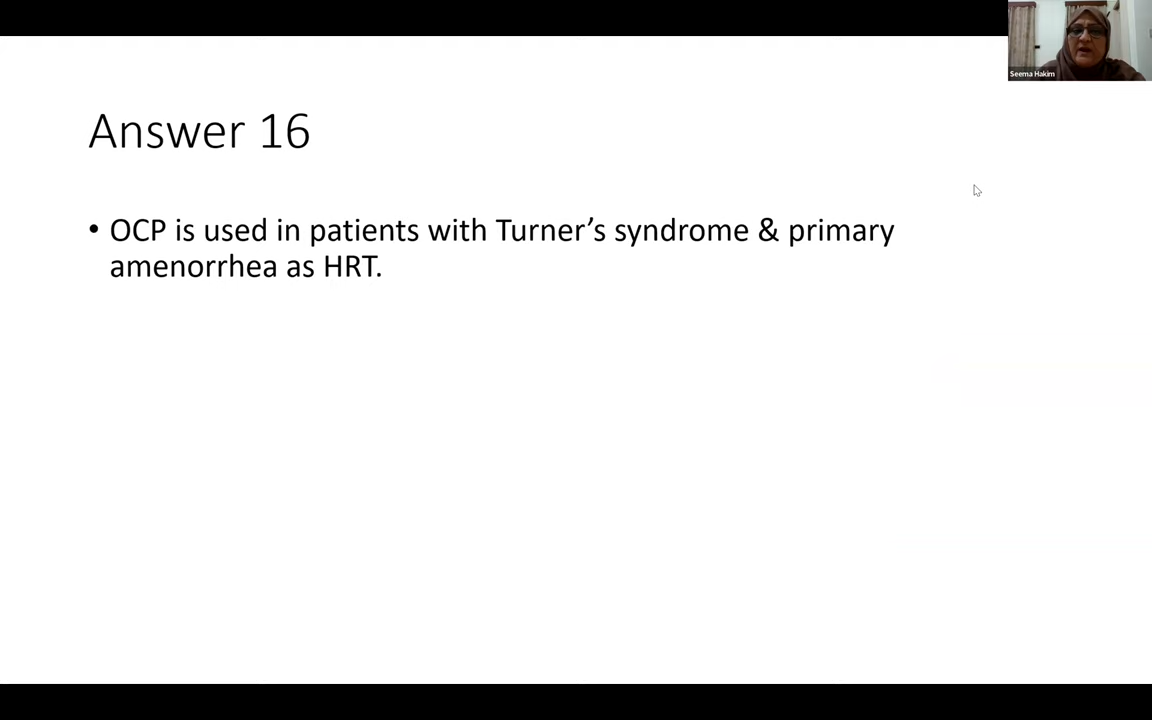 Seema Hakim
Answer 16
• OCP is used in patients with Turner’s syndrome & primary
amenorrhea as HRT.